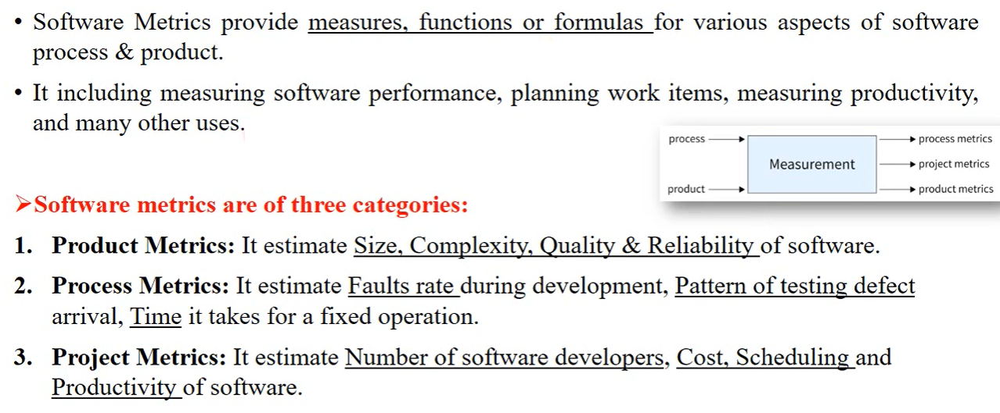 • Software Metrics provide measures, functions or formulas for various aspects of software
process & product.
• It including measuring software performance, planning work items, measuring productivity,
and many other uses.
process
Measurement
product
process metrics
project metrics
product metrics
➢Software metrics are of three categories:
1. Product Metrics: It estimate Size, Complexity, Quality & Reliability of software.
2. Process Metrics: It estimate Faults rate during development, Pattern of testing defect
arrival, Time it takes for a fixed operation.
3. Project Metrics: It estimate Number of software developers, Cost, Scheduling and
Productivity of software.